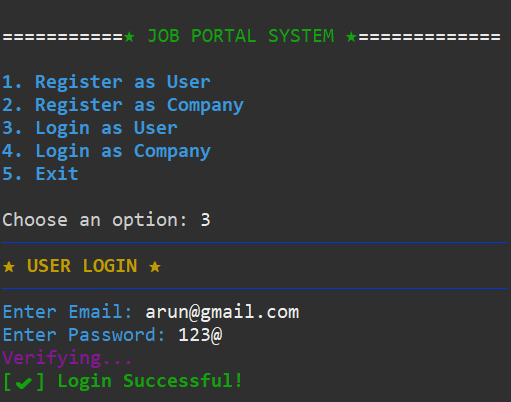 ===========★ JOB PORTAL SYSTEM ★=============
1. Register as User
2. Register as Company
3. Login as User
4. Login as Company
5. Exit
Choose an option: 3
★ USER LOGIN ★
Enter Email: arun@gmail.com
Enter Password: 123@
Verifying...
[✔] Login Successful!